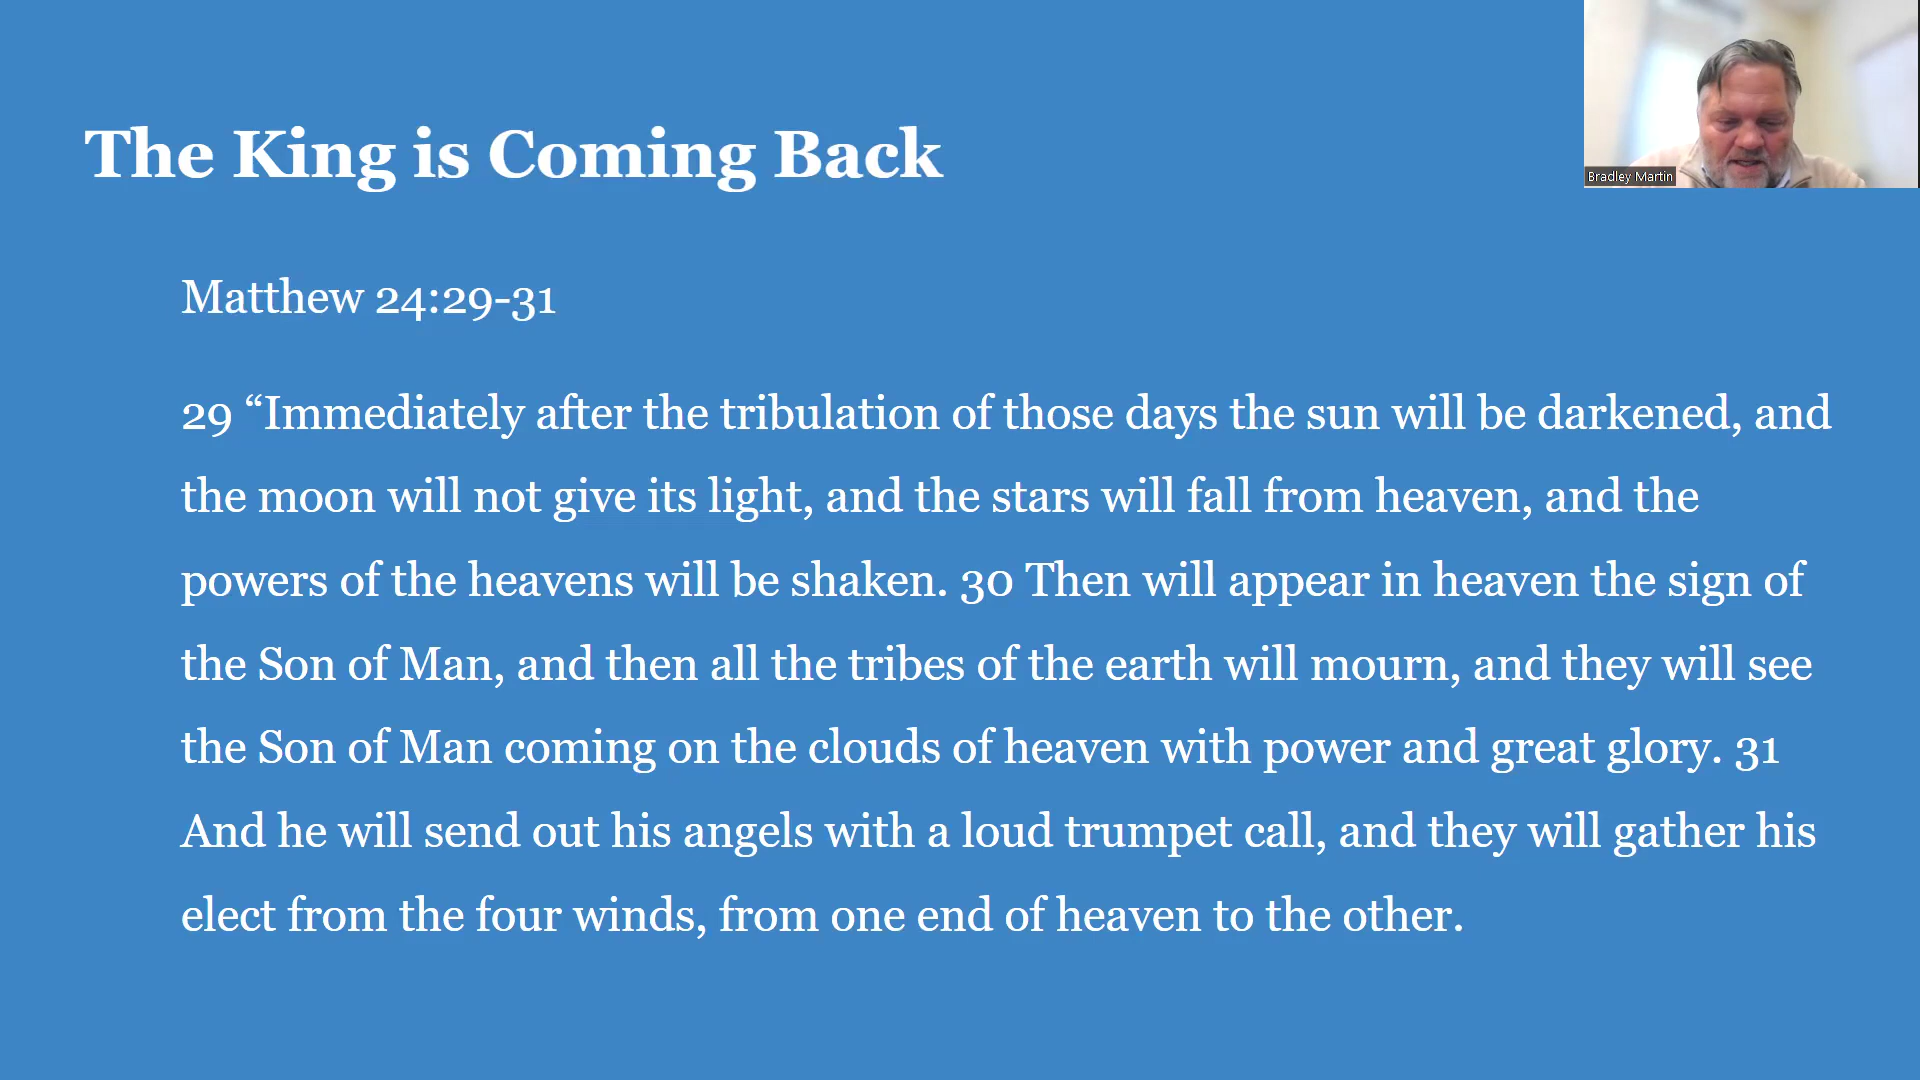 The King is Coming Back
Bradley Martin
Matthew 24:29-31
29 “Immediately after the tribulation of those days the sun will be darkened, and
the moon will not give its light, and the stars will fall from heaven, and the
powers of the heavens will be shaken. 30 Then will appear in heaven the sign of
the Son of Man, and then all the tribes of the earth will mourn, and they will see
the Son of Man coming on the clouds of heaven with power and great glory. 31
And he will send out his angels with a loud trumpet call, and they will gather his
elect from the four winds, from one end of heaven to the other.